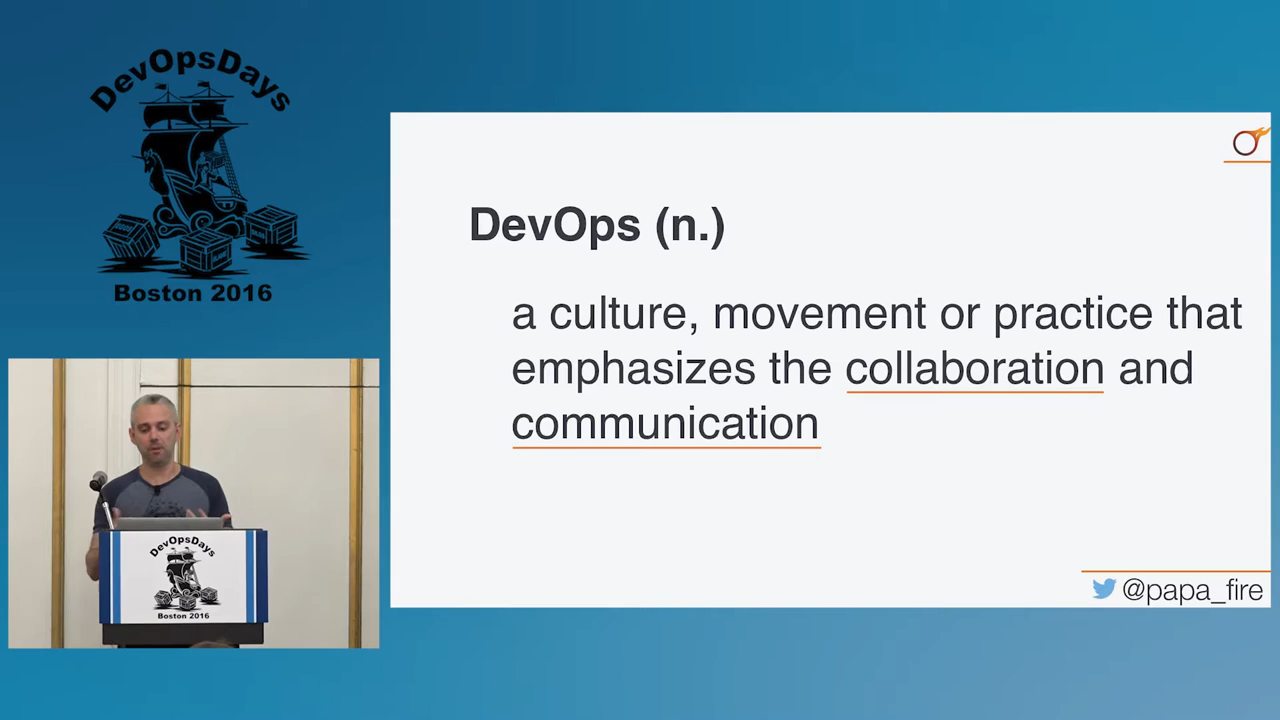 DevOpsDays
Boston 2016
DevOps (n.)
a culture, movement or practice that
emphasizes the collaboration and
communication
@papa_fire
DevOpsDays
Boston 2016